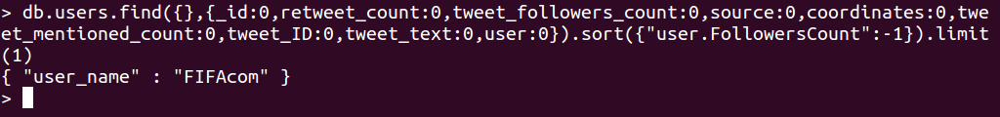 > db.users.find({},{_id:0,retweet_count:0,tweet_followers_count:0,source:0,coordinates:0,twe
et_mentioned_count:0,tweet_ID:0,tweet_text:0,user:0}).sort({"user.FollowersCount":-1}).limit
(1)
{ "user_name" : "FIFAcom" }
>